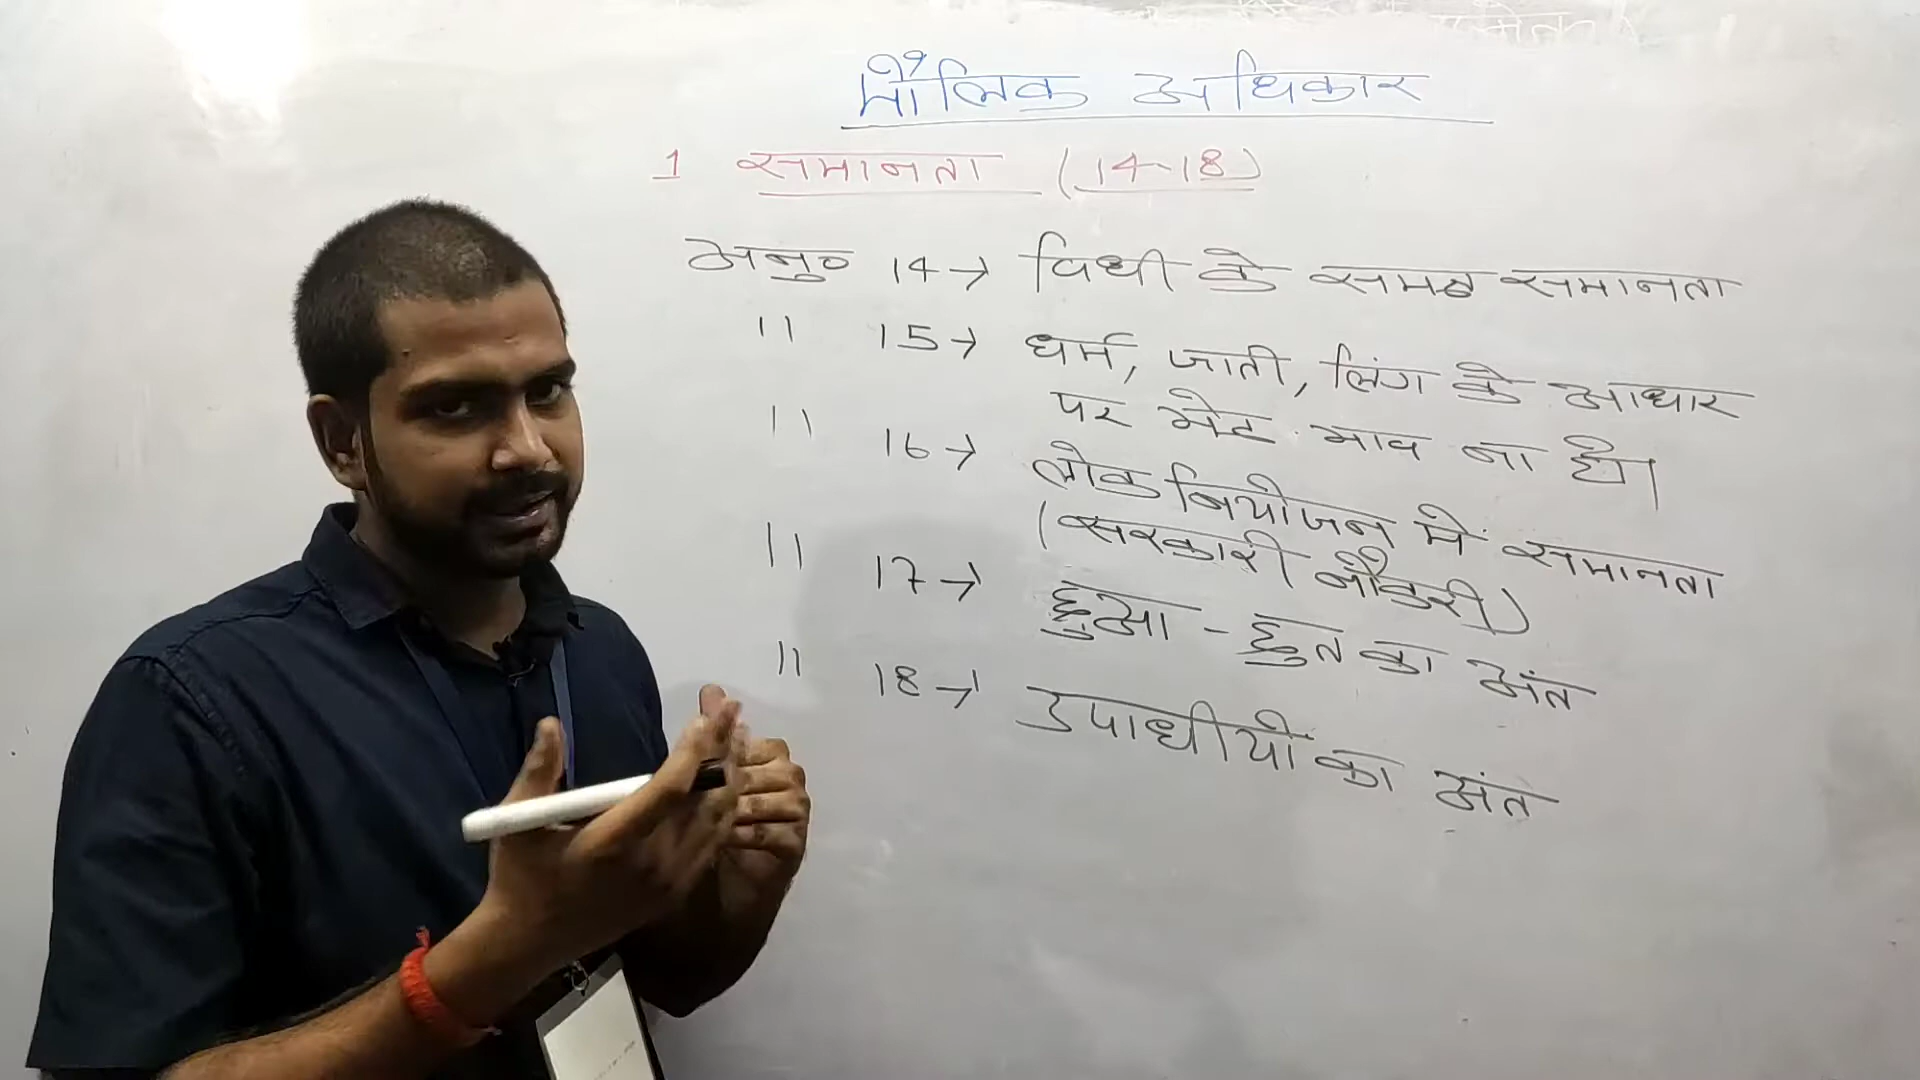 मौलिक अधिकार
1 समानता (14-18)
अनु० 14→ विधी के समक्ष समानता
" 15→ धर्म, जाती, लिंग के आधार
पर भेद भाव ना हो।
" 16→ लोक नियोजन में समानता
(सरकारी नौकरी)
" 17→ छुआ-छुत का अंत
" 18→ उपाधीयों का अंत